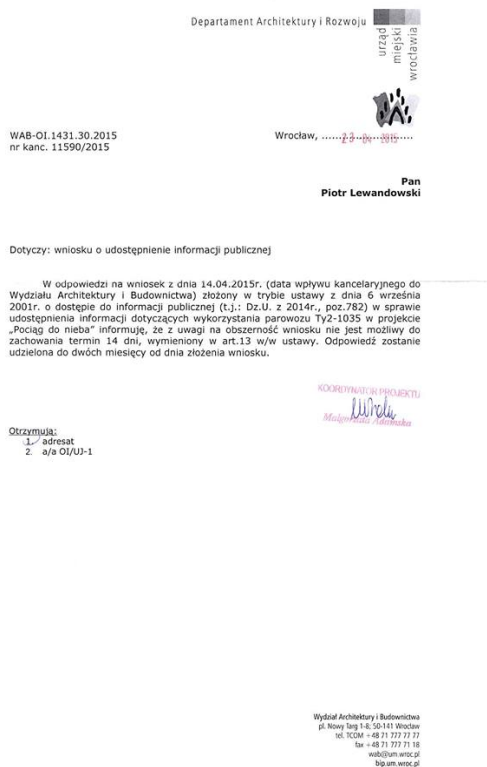 Departament Architektury i Rozwoju
urząd
miejski
wrocławia
WAB-OI.1431.30.2015
nr kanc. 11590/2015
Wrocław, ...23 -04- 2015...
Pan
Piotr Lewandowski
Dotyczy: wniosku o udostępnienie informacji publicznej
W odpowiedzi na wniosek z dnia 14.04.2015r. (data wpływu kancelaryjnego do
Wydziału Architektury i Budownictwa) złożony w trybie ustawy z dnia 6 września
2001r. o dostępie do informacji publicznej (t.j.: Dz.U. z 2014r., poz.782) w sprawie
udostępnienia informacji dotyczących wykorzystania parowozu Ty2-1035 w projekcie
„Pociąg do nieba” informuję, że z uwagi na obszerność wniosku nie jest możliwy do
zachowania termin 14 dni, wymieniony w art.13 w/w ustawy. Odpowiedź zostanie
udzielona do dwóch miesięcy od dnia złożenia wniosku.
KOORDYNATOR PROJEKTU
Małgorzata Adamska
Otrzymują:
1. adresat
2. a/a OI/UJ-1
Wydział Architektury i Budownictwa
pl. Nowy Targ 1-8; 50-141 Wrocław
tel. TCOM +48 71 777 77 77
fax +48 71 777 71 18
wab@um.wroc.pl
bip.um.wroc.pl